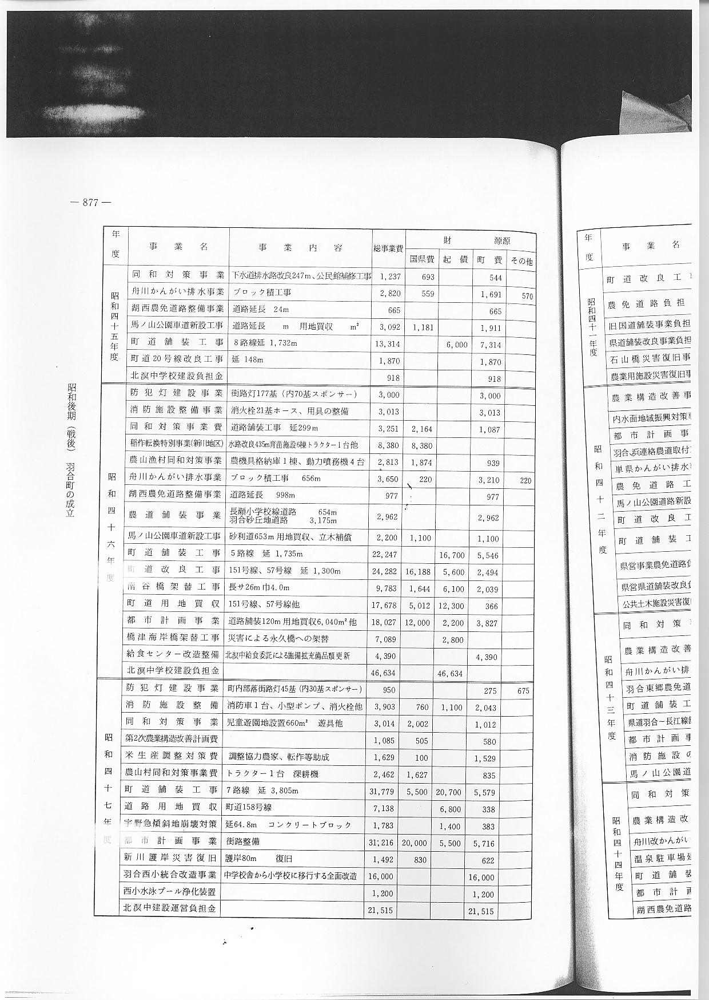 — 877 —
昭和後期（戦後）　羽合町の成立
年度 事業名 事業内容 総事業費 財源源
国県費 起債 町費 その他
昭和四十五年度
同和対策事業 下水道排水路改良247m、公民館補修工事 1,237 693 544
舟川かんがい排水事業 ブロック積工事 2,820 559 1,691 570
湖西農免道路整備事業 道路延長 24m 665 665
馬ノ山公園車道新設工事 道路延長 m 用地買収 m² 3,092 1,181 1,911
町道舗装工事 8路線延 1,732m 13,314 6,000 7,314
町道20号線改良工事 延 148m 1,870 1,870
北溟中学校建設負担金 918 918
昭和四十六年度
防犯灯建設事業 街路灯177基（内70基スポンサー） 3,000 3,000
消防施設整備事業 消火栓21基ホース、用具の整備 3,013 3,013
同和対策事業費 道路舗装工事 延299m 3,251 2,164 1,087
稲作転換特別事業(新川地区) 水路改良435m育苗施設6棟トラクター1台他 8,380 8,380
農山漁村同和対策事業 農機具格納庫1棟、動力噴務機4台 2,813 1,874 939
舟川かんがい排水事業 ブロック積工事 656m 3,650 220 3,210 220
湖西農免道路整備事業 道路延長 998m 977 977
農道舗装事業 長瀬小学校線道路 654m
羽合砂丘地道路 3,175m 2,962 2,962
馬ノ山公園車道新設工事 砂利道653m用地買収、立木補償 2,200 1,100 1,100
町道舗装工事 5路線 延 1,735m 22,247 16,700 5,546
町道改良工事 151号線、57号線 延 1,300m 24,282 16,188 5,600 2,494
南谷橋架替工事 長サ26m巾4.0m 9,783 1,644 6,100 2,039
町道用地買収 151号線、57号線他 17,678 5,012 12,300 366
都市計画事業 道路舗装120m用地買収6,040m²他 18,027 12,000 2,200 3,827
橋津海岸橋架替工事 災害による永久橋への架替 7,089 2,800
給食センター改造整備 北溟中給食委託による施備拡充備品類更新 4,390 4,390
北溟中学校建設負担金 46,634 46,634
昭和四十七年度
防犯灯建設事業 町内部落街路灯45基（内30基スポンサー） 950 275 675
消防施設整備 消防車1台、小型ポンプ、消火栓他 3,903 760 1,100 2,043
同和対策事業 児童遊園地設置660m² 遊具他 3,014 2,002 1,012
第2次農業構造改善計画費 1,085 505 580
米生産調整対策費 調整協力農家、転作等助成 1,629 100 1,529
農山村同和対策事業費 トラクター1台 深耕機 2,462 1,627 835
町道舗装工事 7路線 延 3,805m 31,779 5,500 20,700 5,579
道路用地買収 町道158号線 7,138 6,800 338
宇野急傾斜地崩壊対策 延64.8m コンクリートブロック 1,783 1,400 383
都市計画事業 街路整備 31,216 20,000 5,500 5,716
新川護岸災害復旧 護岸80m 復旧 1,492 830 622
羽合西小統合改造事業 中学校舎から小学校に移行する全面改造 16,000 16,000
西小水泳プール浄化装置 1,200 1,200
北溟中建設運営負担金 21,515 21,515
年度 事業名
昭和四十一年度
町道改良工
農免道路負担
旧国道舗装事業負担
県道舗装改良事業負担
石山橋災害復旧事
農業用施設災害復旧事
昭和四十二年度
農業構造改善事
内水面地域振興対策事
都市計画事
羽合、浜連絡農道取付
単県かんがい排水
農免道路工
馬ノ山公園道路新設
町道改良工
町道舗装工
県営事業農免道路負
県営県道舗装改良負
公共土木施設災害復
昭和四十三年度
同和対策
農業構造改善
舟川かんがい排
羽合東郷農免道
町道舗装工
県道羽合〜長江線
都市計画事
消防施設の
馬ノ山公園道
昭和四十四年度
同和対策
農業構造改
舟川改かんがい
温泉駐車場
町道舗
都市計画
湖西農免道路